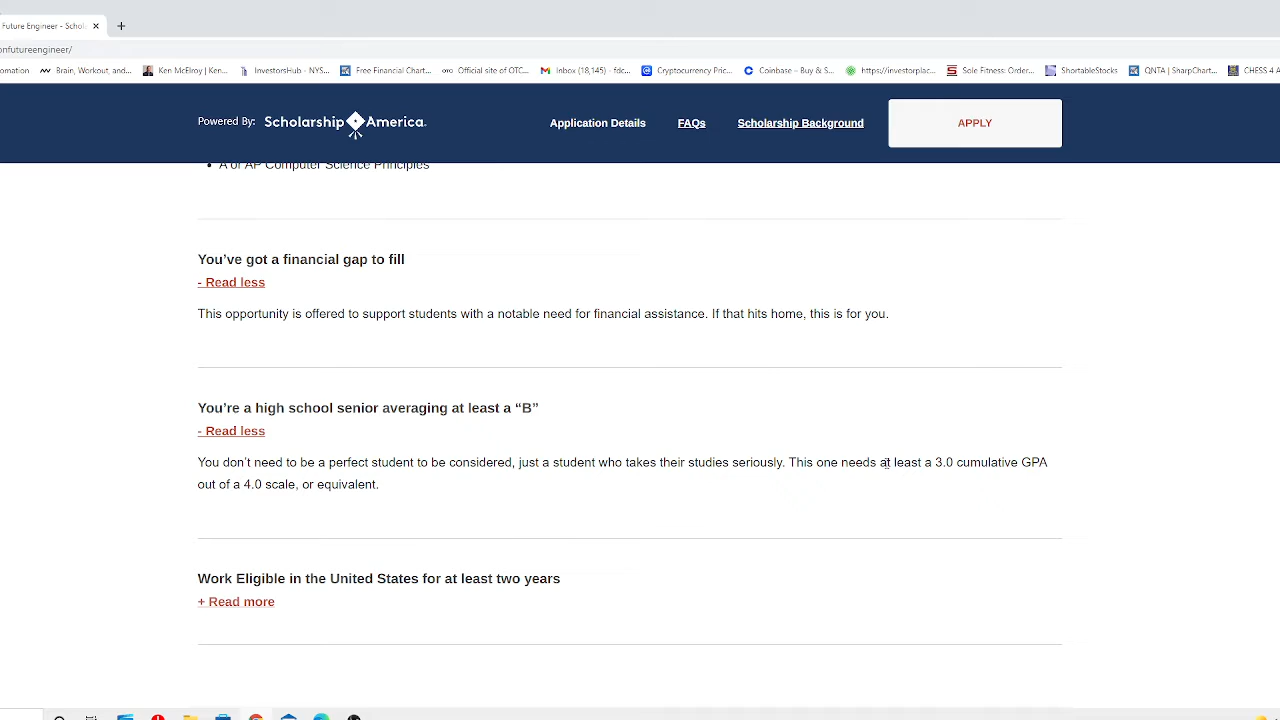 Future Engineer - Schol
onfutureengineer/
omation Brain, Workout, and... Ken McElroy | Ken... InvestorsHub - NYS... Free Financial Chart... Official site of OTC... Inbox (18,145) - fdc... Cryptocurrency Pric... Coinbase – Buy & S... https://investorplac... Sole Fitness: Order... ShortableStocks QNTA | SharpChart... CHESS 4 A
Powered By: Scholarship America. Application Details FAQs Scholarship Background APPLY
• A or AP Computer Science Principles
You’ve got a financial gap to fill
- Read less
This opportunity is offered to support students with a notable need for financial assistance. If that hits home, this is for you.
You’re a high school senior averaging at least a “B”
- Read less
You don’t need to be a perfect student to be considered, just a student who takes their studies seriously. This one needs at least a 3.0 cumulative GPA
out of a 4.0 scale, or equivalent.
Work Eligible in the United States for at least two years
+ Read more